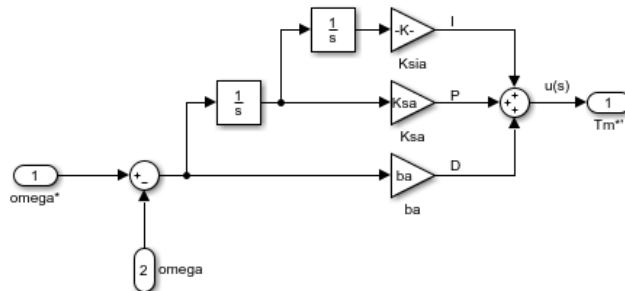 1
s
-K-
I
Ksia
1
s
Ksa
P
Ksa
u(s)
1
Tm*'
1
omega*
+
−
ba
D
ba
+
+
+
2
omega